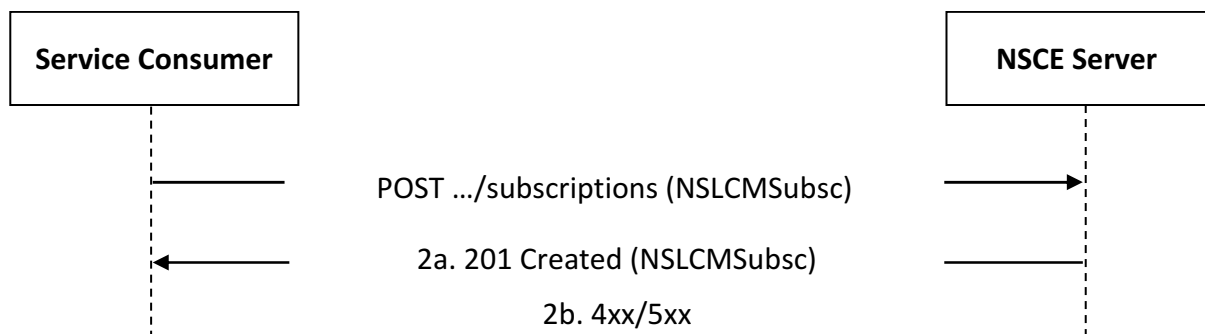 Service Consumer
NSCE Server
POST …/subscriptions (NSLCMSubsc)
2a. 201 Created (NSLCMSubsc)
2b. 4xx/5xx